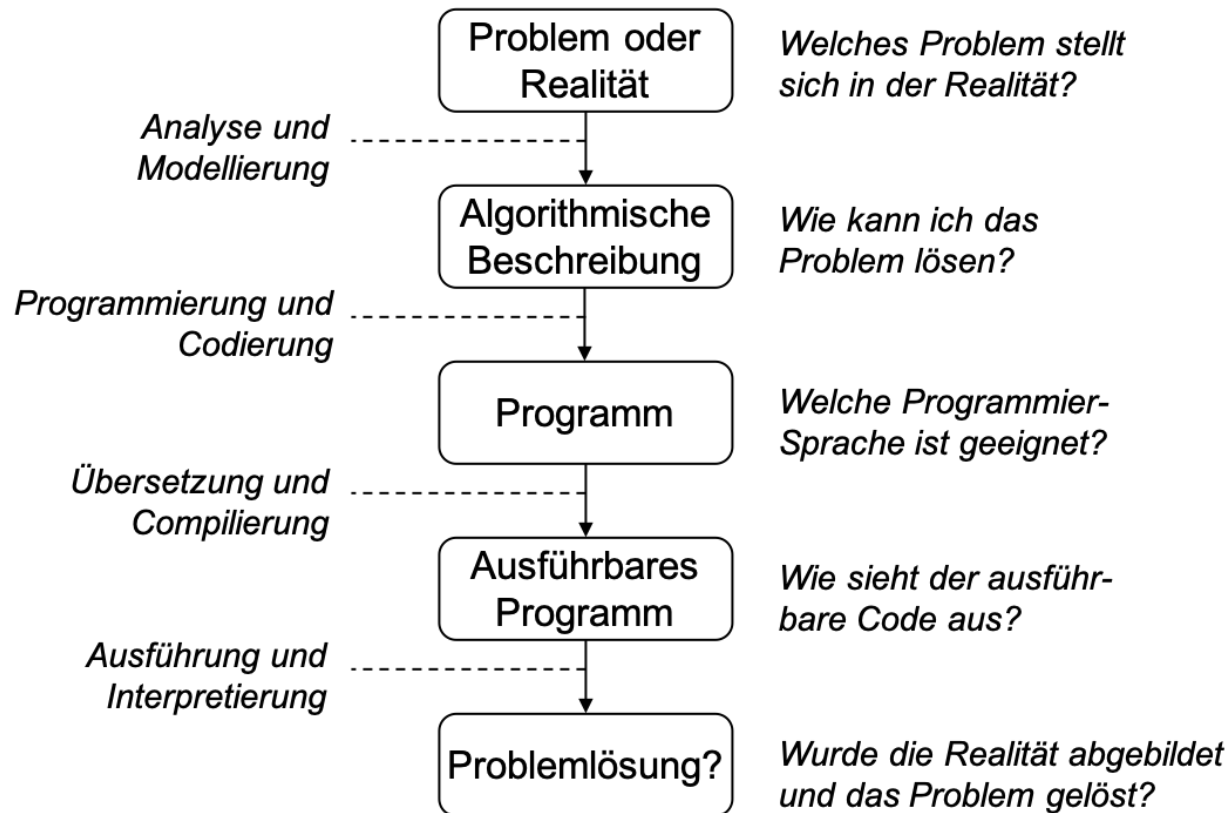 Problem oder
Realität
Welches Problem stellt
sich in der Realität?
Analyse und
Modellierung
Algorithmische
Beschreibung
Wie kann ich das
Problem lösen?
Programmierung und
Codierung
Programm
Welche Programmier-
Sprache ist geeignet?
Übersetzung und
Compilierung
Ausführbares
Programm
Wie sieht der ausführ-
bare Code aus?
Ausführung und
Interpretierung
Problemlösung?
Wurde die Realität abgebildet
und das Problem gelöst?